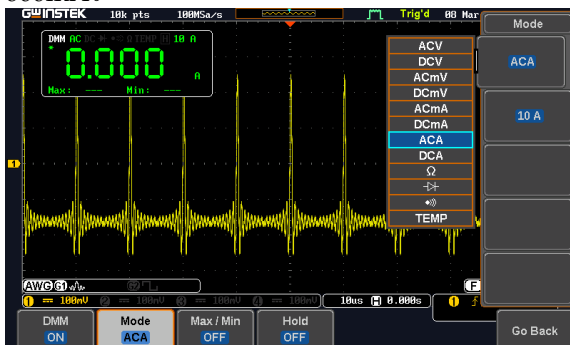 GWINSTEK 10k pts 100MSa/s Trig'd 08 Mar
Mode
DMM AC DC Ω TEMP H 10 A
0.000 A
Max: --- Min: ---
ACV
DCV
ACmV
DCmV
ACmA
DCmA
ACA
DCA
Ω
TEMP
ACA
10 A
1
AWG G1
1 100mV 2 100mV 3 100mV 4 100mV 10us H 0.000s 1 F
DMM Mode Max / Min Hold
ON ACA OFF OFF
Go Back